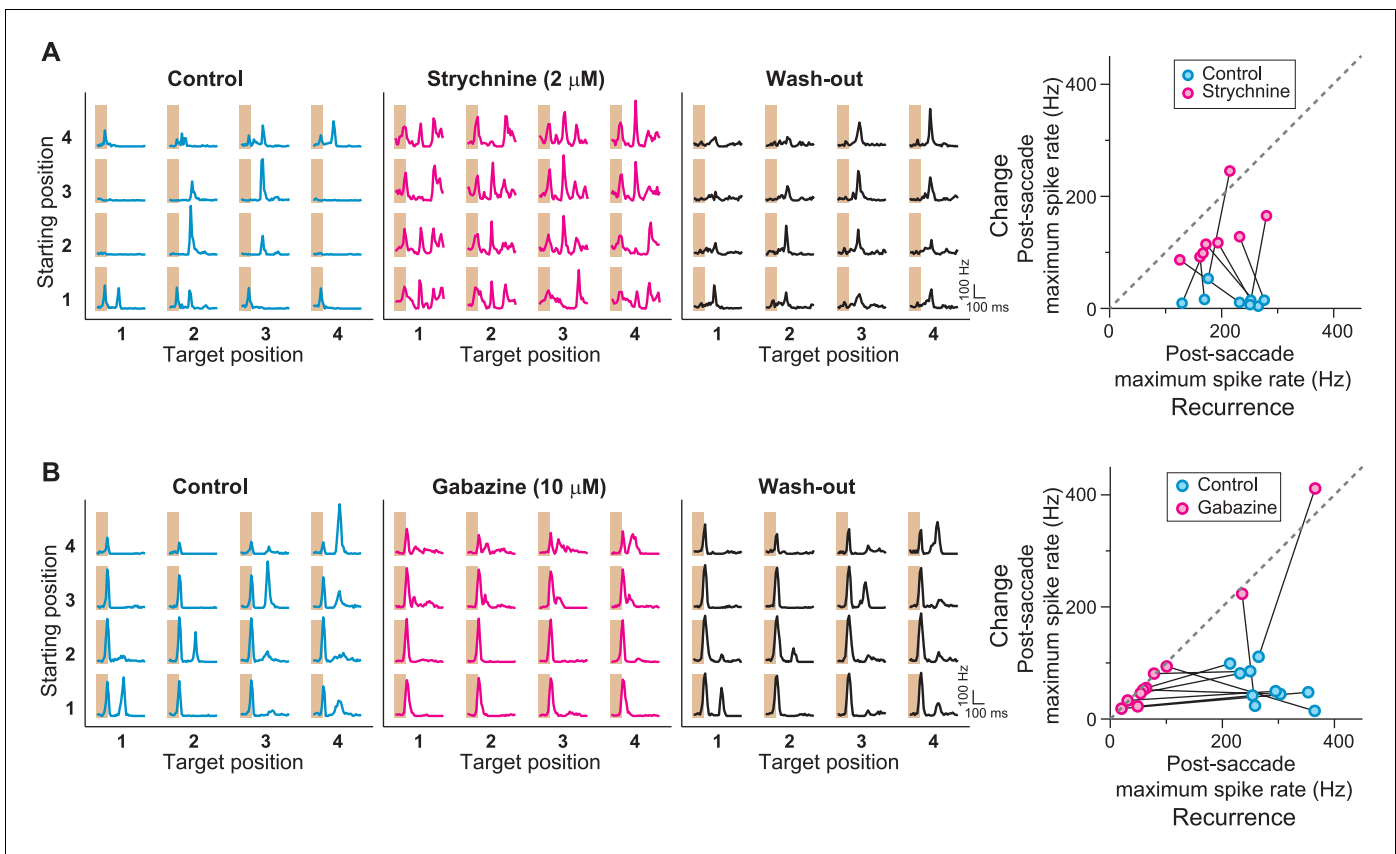 A
Control
Strychnine (2 μM)
Wash-out
Starting position
4
3
2
1
1 2 3 4
Target position
1 2 3 4
Target position
1 2 3 4
Target position
100 Hz
100 ms
Control
Strychnine
Change
Post-saccade
maximum spike rate (Hz)
400
200
0
0 200 400
Post-saccade
maximum spike rate (Hz)
Recurrence
B
Control
Gabazine (10 μM)
Wash-out
Starting position
4
3
2
1
1 2 3 4
Target position
1 2 3 4
Target position
1 2 3 4
Target position
100 Hz
100 ms
Control
Gabazine
Change
Post-saccade
maximum spike rate (Hz)
400
200
0
0 200 400
Post-saccade
maximum spike rate (Hz)
Recurrence